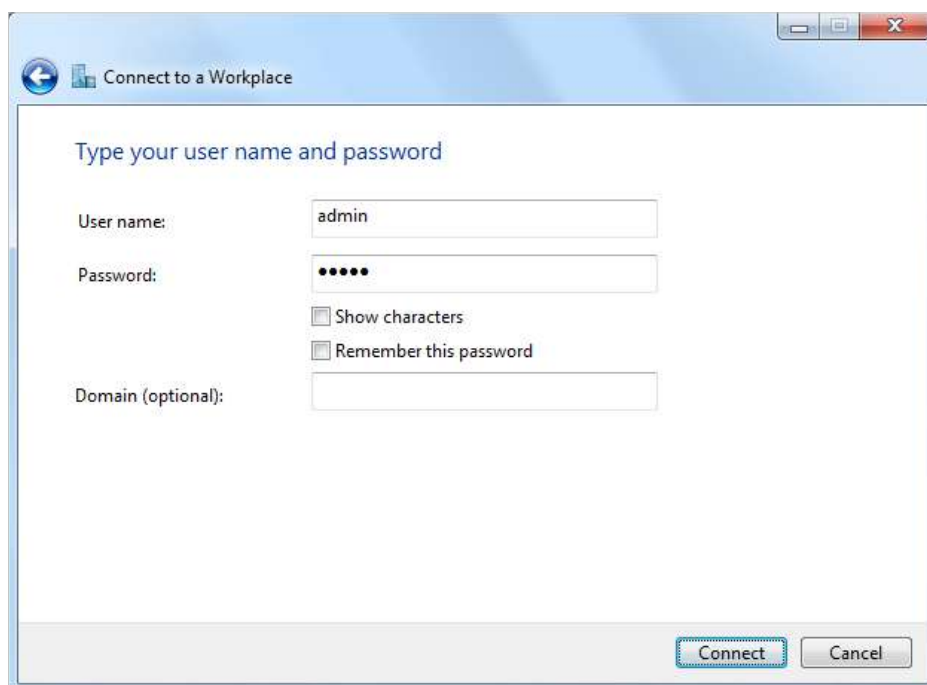 Connect to a Workplace
Type your user name and password
User name: admin
Password: •••••
Show characters
Remember this password
Domain (optional):
Connect Cancel